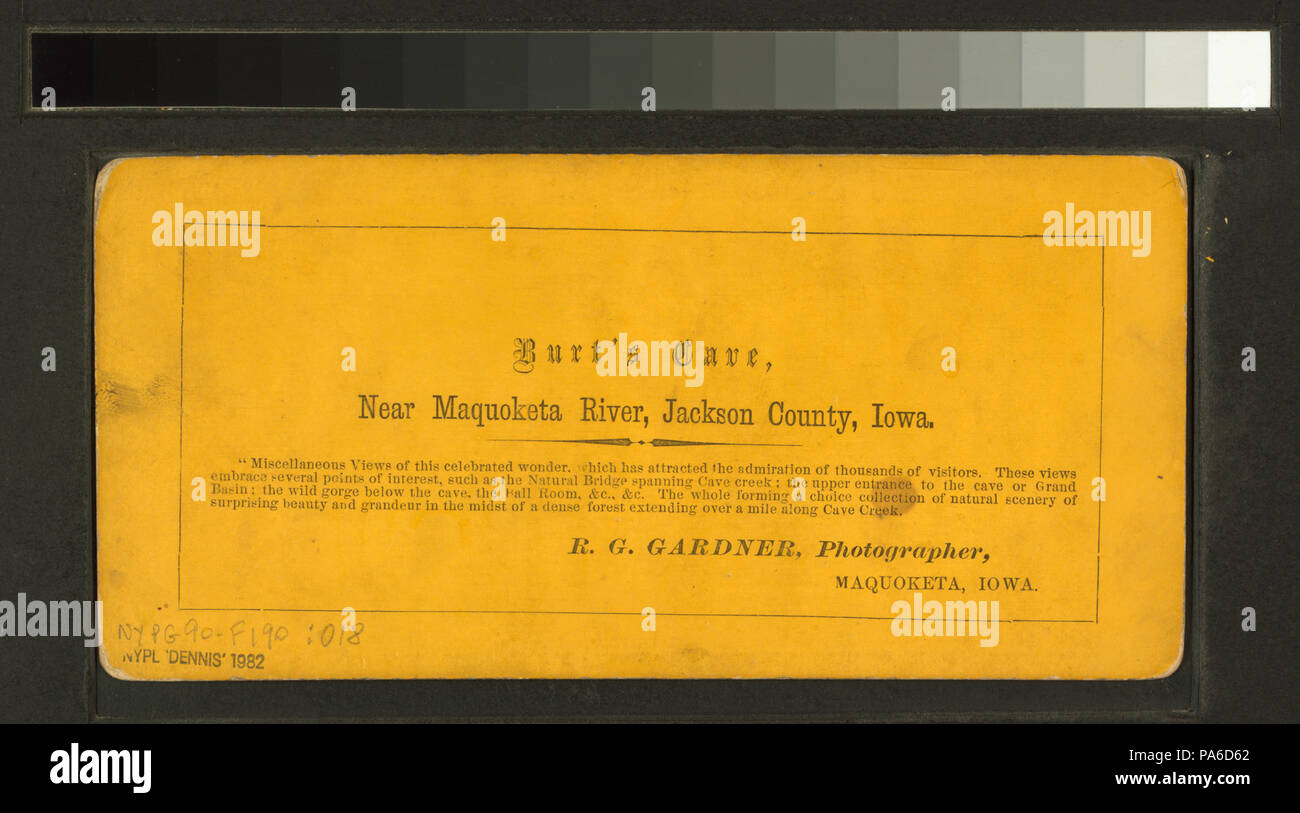 Burt's Cave,
Near Maquoketa River, Jackson County, Iowa.
" Miscellaneous Views of this celebrated wonder, which has attracted the admiration of thousands of visitors. These views
embrace several points of interest, such as the Natural Bridge spanning Cave creek ; the upper entrance to the cave or Grand
Basin ; the wild gorge below the cave, the Ball Room, &c., &c. The whole forming a choice collection of natural scenery of
surprising beauty and grandeur in the midst of a dense forest extending over a mile along Cave Creek.
R. G. GARDNER, Photographer,
MAQUOKETA, IOWA.
NYPG90-F190 :018
NYPL 'DENNIS' 1982
alamy
alamy
alamy
alamy
alamy
a
a
a
a
a
a
a
a
a
a
a
a
a
alamy
Image ID: PA6D62
www.alamy.com